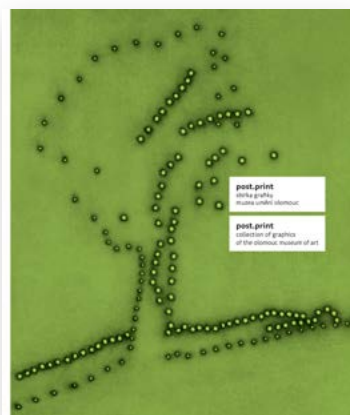 post.print
sbírka grafiky
muzea umění olomouc
post.print
collection of graphics
of the olomouc museum of art